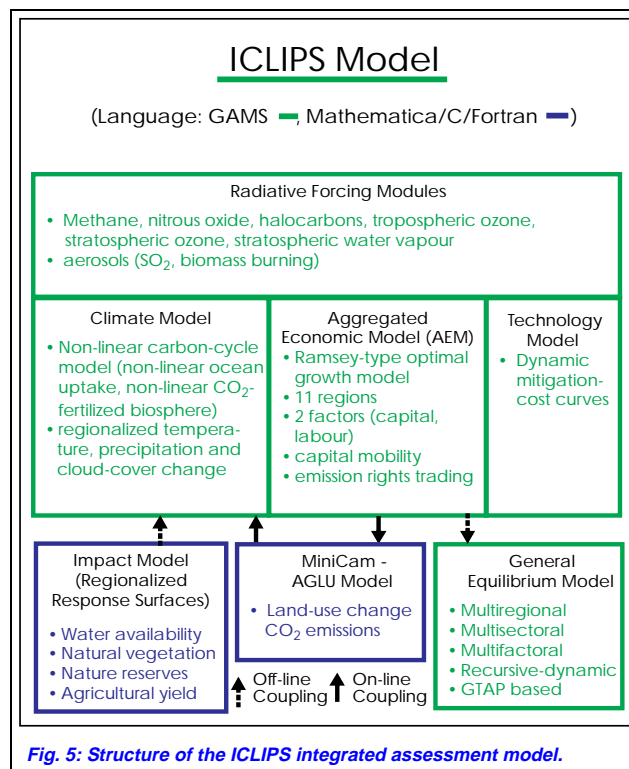 ICLIPS Model
(Language: GAMS , Mathematica/C/Fortran )
Radiative Forcing Modules
• Methane, nitrous oxide, halocarbons, tropospheric ozone,
stratospheric ozone, stratospheric water vapour
• aerosols (SO₂, biomass burning)
Climate Model
• Non-linear carbon-cycle
model (non-linear ocean
uptake, non-linear CO₂-
fertilized biosphere)
• regionalized tempera-
ture, precipitation and
cloud-cover change
Aggregated
Economic Model (AEM)
• Ramsey-type optimal
growth model
• 11 regions
• 2 factors (capital,
labour)
• capital mobility
• emission rights trading
Technology
Model
• Dynamic
mitigation-
cost curves
Impact Model
(Regionalized
Response Surfaces)
• Water availability
• Natural vegetation
• Nature reserves
• Agricultural yield
MiniCam -
AGLU Model
• Land-use change
CO₂ emissions
General
Equilibrium Model
• Multiregional
• Multisectoral
• Multifactoral
• Recursive-dynamic
• GTAP based
Off-line
Coupling
On-line
Coupling
Fig. 5: Structure of the ICLIPS integrated assessment model.